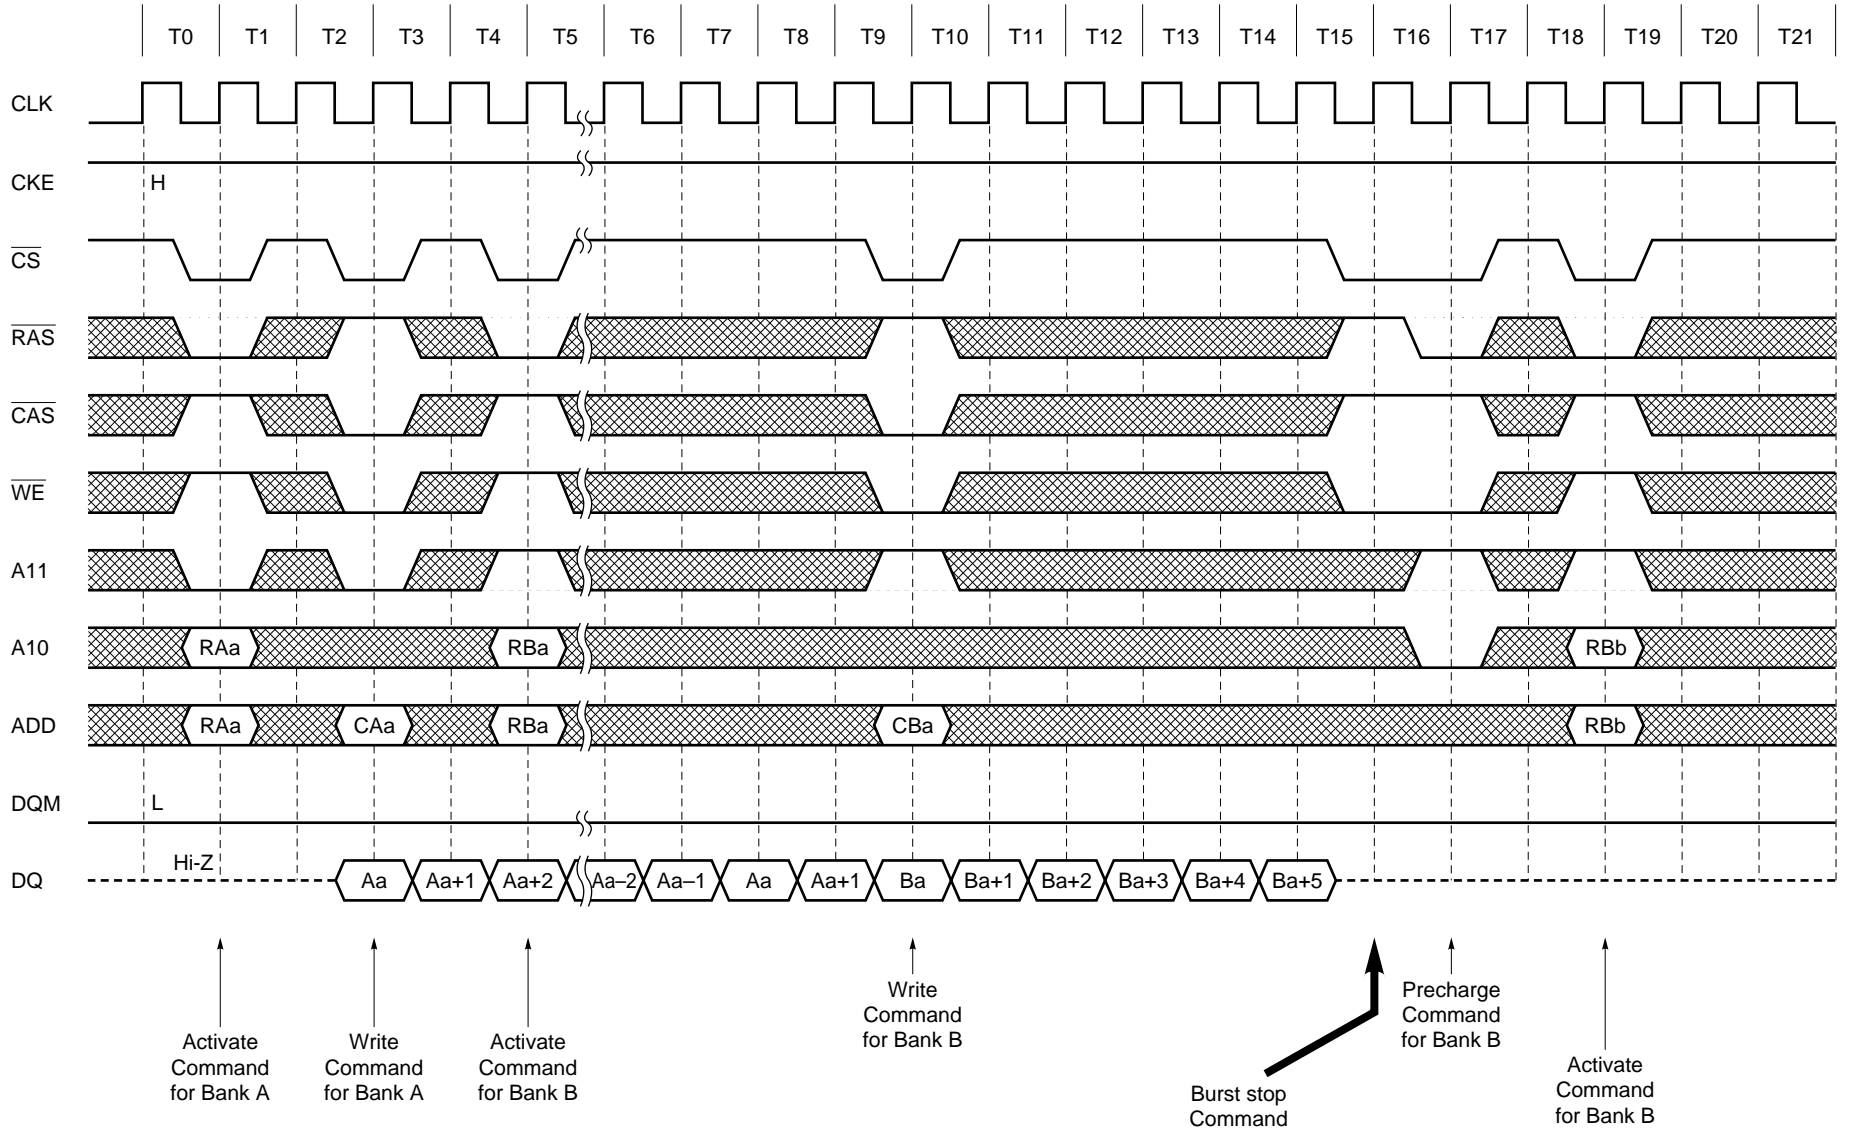 T0 T1 T2 T3 T4 T5 T6 T7 T8 T9 T10 T11 T12 T13 T14 T15 T16 T17 T18 T19 T20 T21
CLK
CKE H
CS
RAS
CAS
WE
A11
A10 RAa RBa RBb
ADD RAa CAa RBa CBa RBb
DQM L
Hi-Z
DQ Aa Aa+1 Aa+2 Aa–2 Aa–1 Aa Aa+1 Ba Ba+1 Ba+2 Ba+3 Ba+4 Ba+5
Activate
Command
for Bank A
Write
Command
for Bank A
Activate
Command
for Bank B
Write
Command
for Bank B
Burst stop
Command
Precharge
Command
for Bank B
Activate
Command
for Bank B